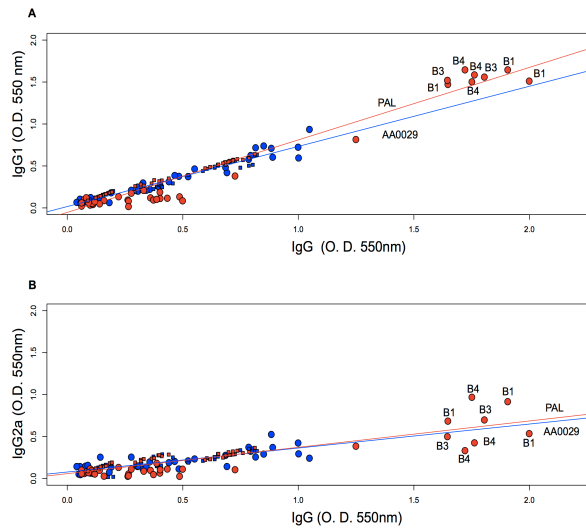 A
2.0
1.5
1.0
0.5
0.0
IgG1 (O.D. 550 nm)
B4
B1
B3
B4
B3
B1
B1
B4
PAL
AA0029
0.0
0.5
1.0
1.5
2.0
IgG (O. D. 550nm)
B
2.0
1.5
1.0
0.5
0.0
IgG2a (O.D. 550nm)
B4
B1
B1
B3
PAL
AA0029
B3
B4
B1
B4
0.0
0.5
1.0
1.5
2.0
IgG (O. D. 550nm)